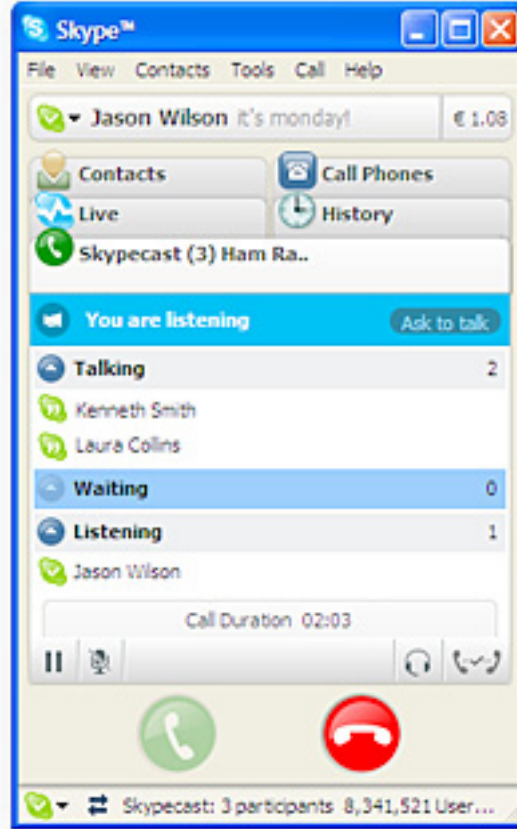 Skype™
File View Contacts Tools Call Help
Jason Wilson it's monday! € 1.08
Contacts Call Phones
Live History
Skypecast (3) Ham Ra..
You are listening Ask to talk
Talking 2
Kenneth Smith
Laura Collins
Waiting 0
Listening 1
Jason Wilson
Call Duration 02:03
Skypecast: 3 participants 8,341,521 User...